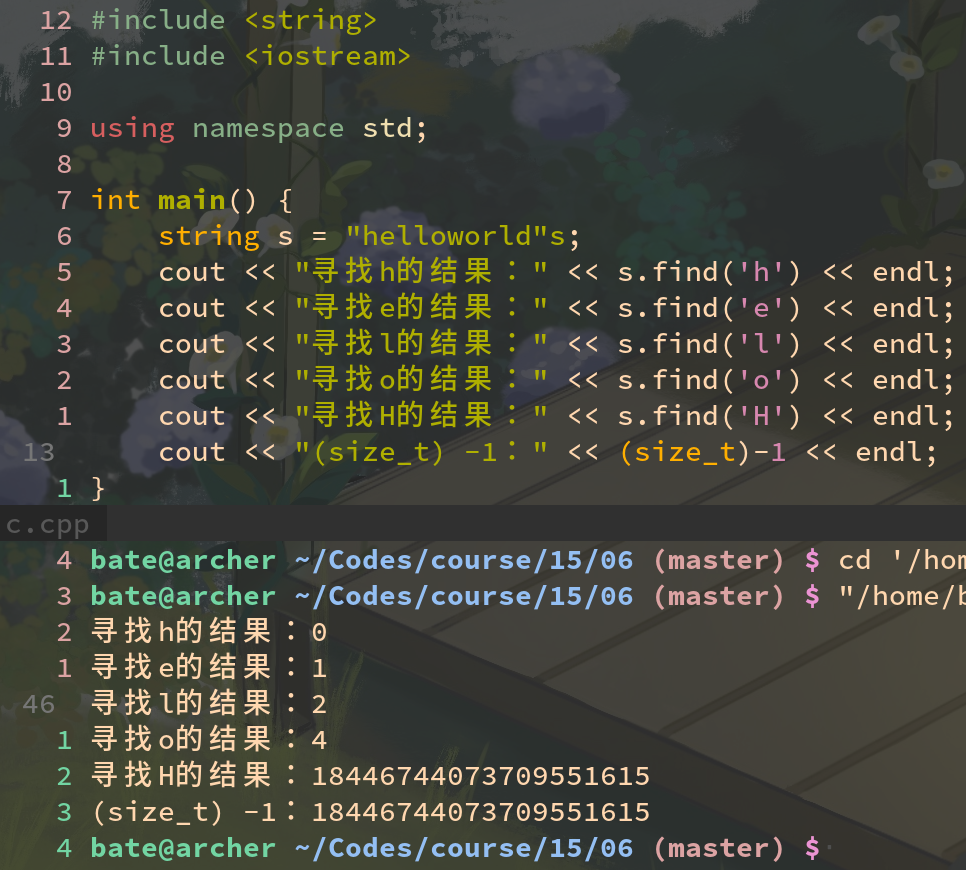 12 #include <string>
11 #include <iostream>
10
9 using namespace std;
8
7 int main() {
6     string s = "helloworld"s;
5     cout << "寻找h的结果：" << s.find('h') << endl;
4     cout << "寻找e的结果：" << s.find('e') << endl;
3     cout << "寻找l的结果：" << s.find('l') << endl;
2     cout << "寻找o的结果：" << s.find('o') << endl;
1     cout << "寻找H的结果：" << s.find('H') << endl;
13     cout << "(size_t) -1：" << (size_t)-1 << endl;
1 }
c.cpp
4 bate@archer ~/Codes/course/15/06 (master) $ cd '/hom
3 bate@archer ~/Codes/course/15/06 (master) $ "/home/b
2 寻找h的结果：0
1 寻找e的结果：1
46 寻找l的结果：2
1 寻找o的结果：4
2 寻找H的结果：18446744073709551615
3 (size_t) -1：18446744073709551615
4 bate@archer ~/Codes/course/15/06 (master) $